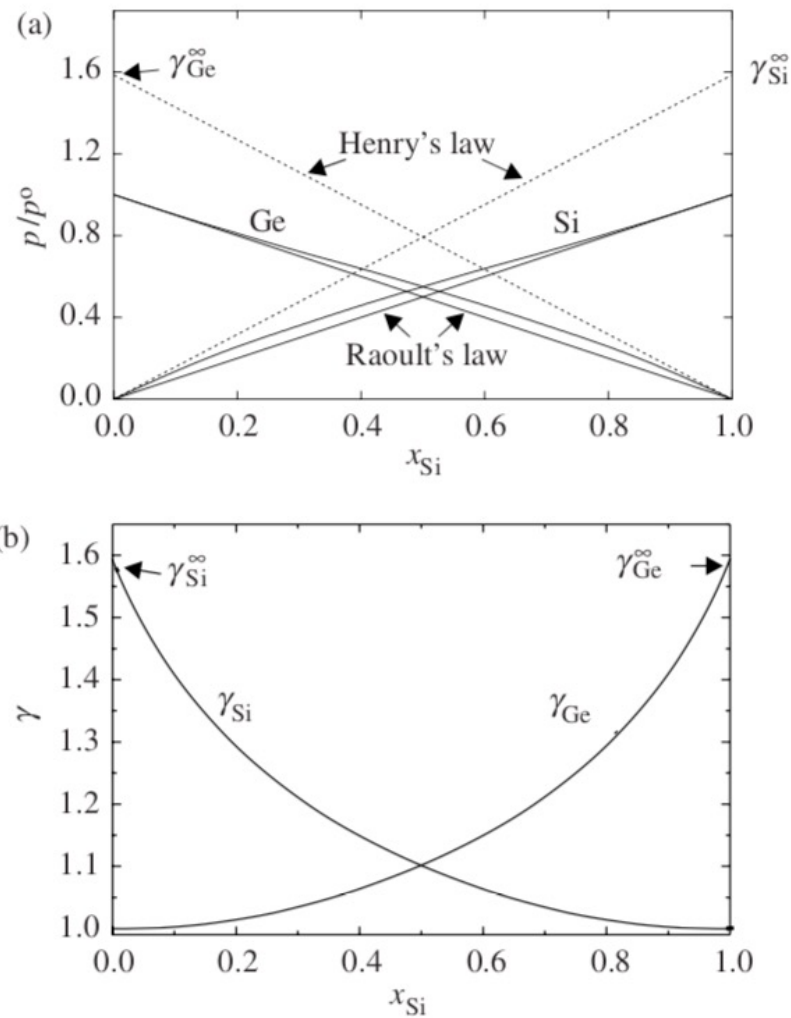 (a)
1.6
1.2
0.8
0.4
0.0
p/p°
γ∞Ge
γ∞Si
Henry's law
Ge
Si
Raoult's law
0.0 0.2 0.4 0.6 0.8 1.0
xSi
b)
1.6
1.5
1.4
1.3
1.2
1.1
1.0
γ
γ∞Si
γ∞Ge
γSi
γGe
0.0 0.2 0.4 0.6 0.8 1.0
xSi